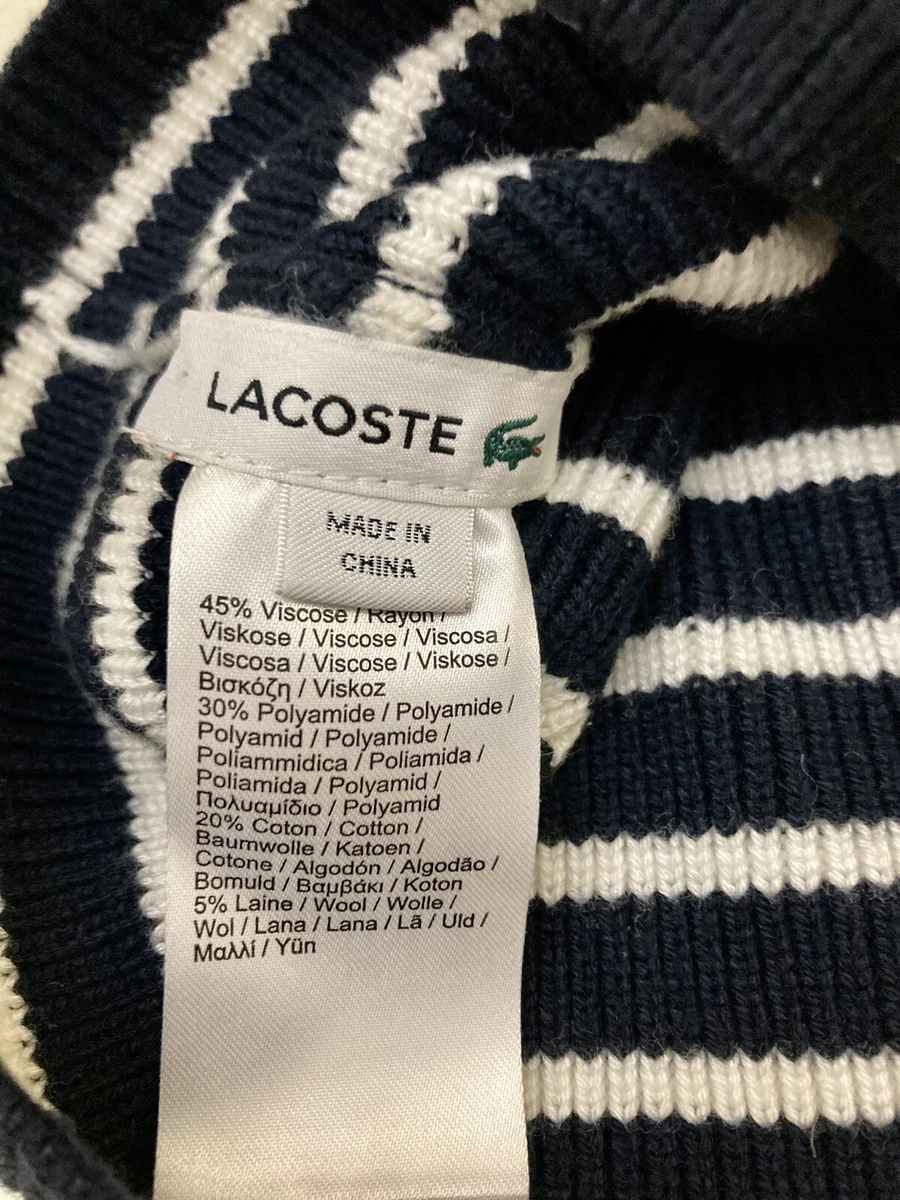 LACOSTE
MADE IN
CHINA
45% Viscose / Rayon /
Viskose / Viscose / Viscosa /
Viscosa / Viscose / Viskose /
Βισκόζη / Viskoz
30% Polyamide / Polyamide /
Polyamid / Polyamide /
Poliammidica / Poliamida /
Poliamida / Polyamid /
Πολυαμίδιο / Polyamid
20% Coton / Cotton /
Baumwolle / Katoen /
Cotone / Algodón / Algodão /
Bomuld / Βαμβάκι / Koton
5% Laine / Wool / Wolle /
Wol / Lana / Lana / Lã / Uld /
Μαλλί / Yün